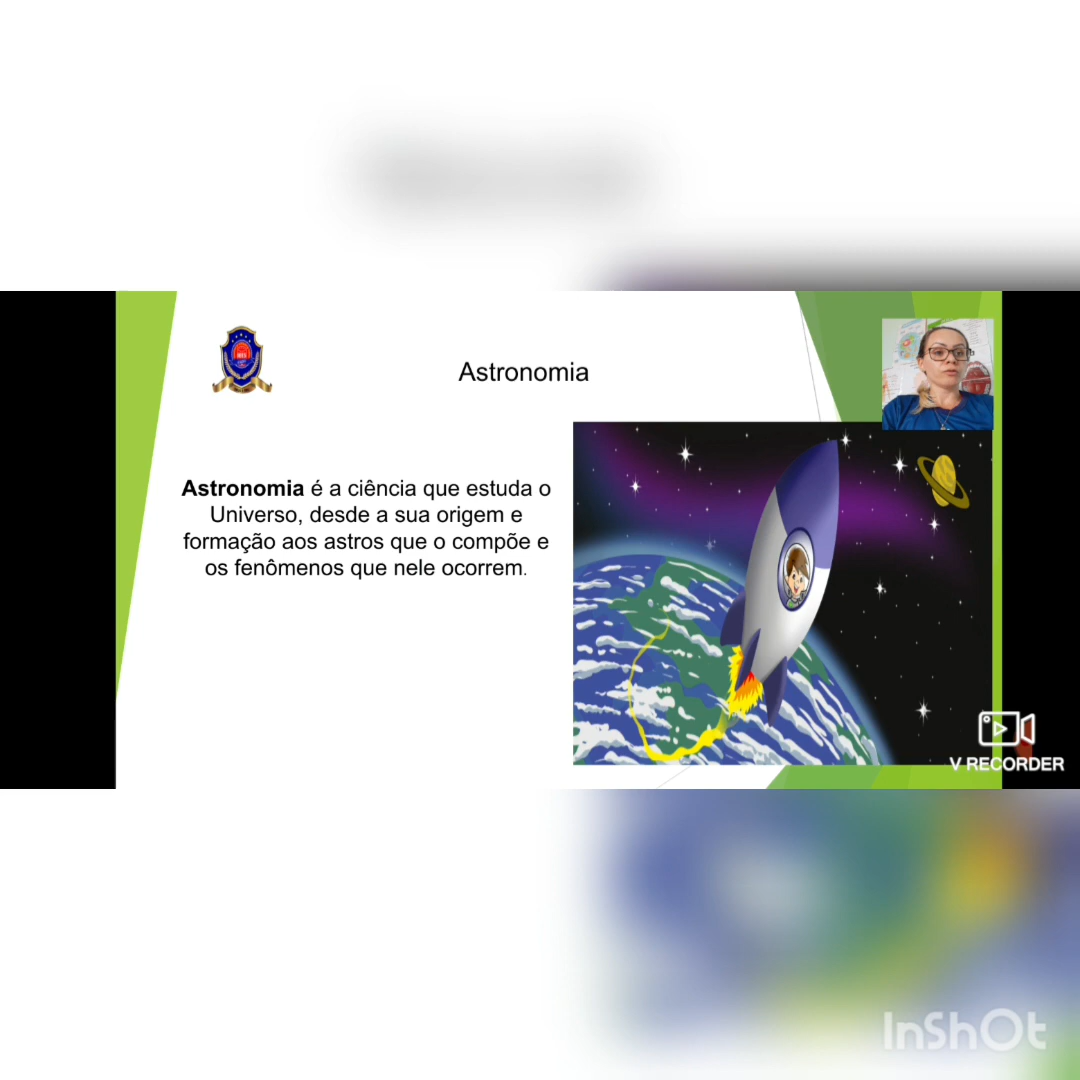 Astronomia
Astronomia é a ciência que estuda o
Universo, desde a sua origem e
formação aos astros que o compõe e
os fenômenos que nele ocorrem.
V RECORDER
InShOt